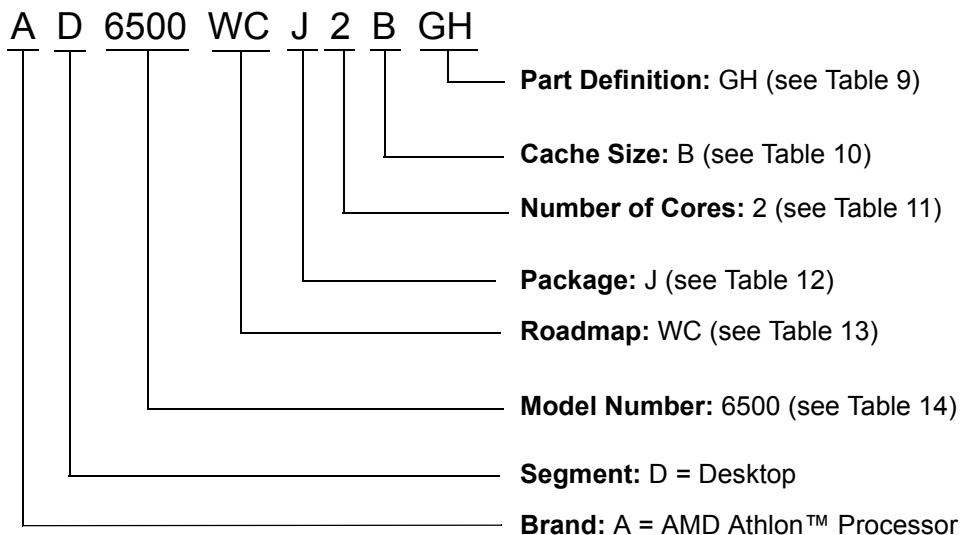 A D 6500 WC J 2 B GH
Part Definition: GH (see Table 9)
Cache Size: B (see Table 10)
Number of Cores: 2 (see Table 11)
Package: J (see Table 12)
Roadmap: WC (see Table 13)
Model Number: 6500 (see Table 14)
Segment: D = Desktop
Brand: A = AMD Athlon™ Processor